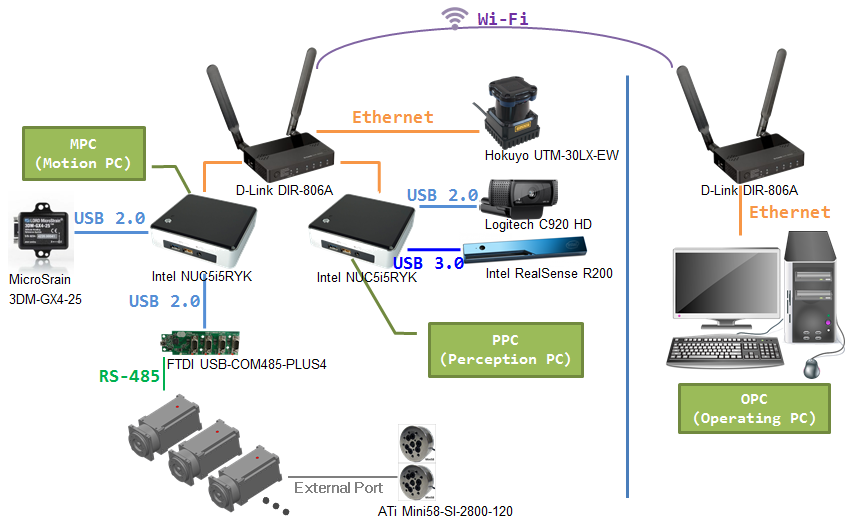 Wi-Fi
Ethernet
MPC
(Motion PC)
Hokuyo UTM-30LX-EW
D-Link DIR-806A
D-Link DIR-806A
USB 2.0
USB 2.0
Logitech C920 HD
Ethernet
USB 3.0
Intel RealSense R200
MicroSrain
3DM-GX4-25
Intel NUC5i5RYK
Intel NUC5i5RYK
USB 2.0
PPC
(Perception PC)
FTDI USB-COM485-PLUS4
RS-485
OPC
(Operating PC)
External Port
ATi Mini58-SI-2800-120
3DM-GX4-25